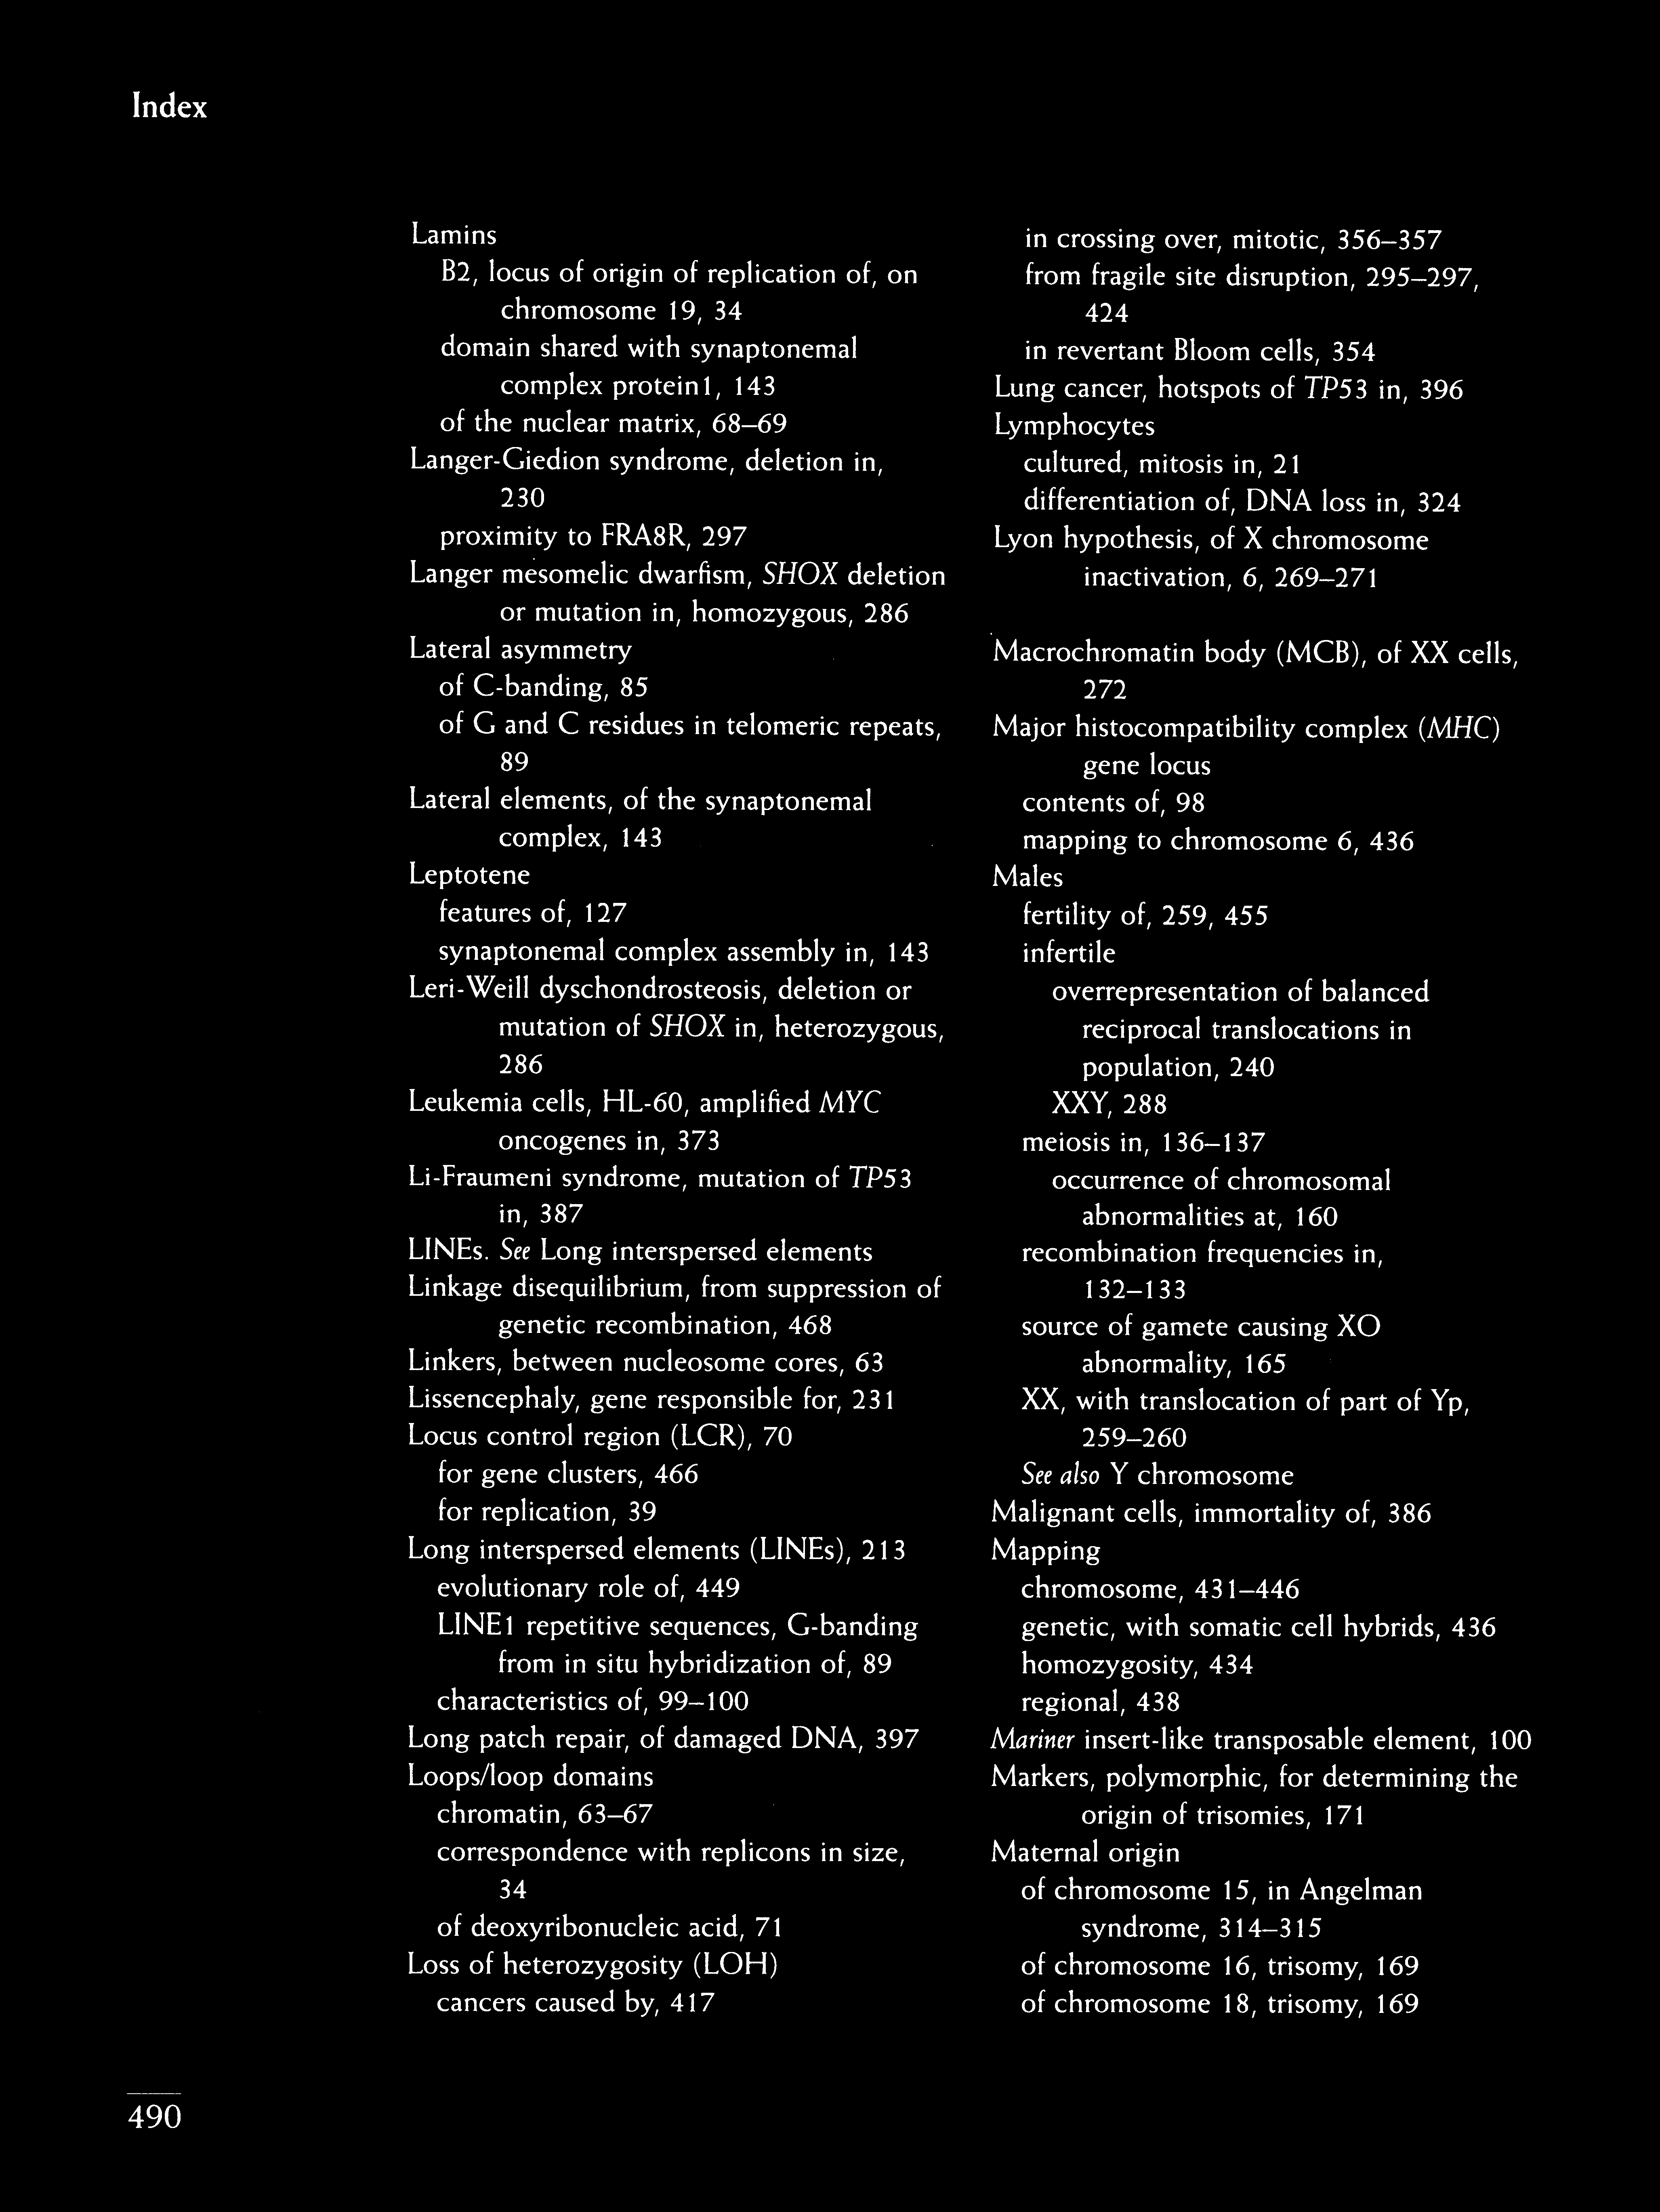 Index
Lamins
B2, locus of origin of replication of, on
chromosome 19, 34
domain shared with synaptonemal
complex protein1, 143
of the nuclear matrix, 68–69
Langer-Giedion syndrome, deletion in,
230
proximity to FRA8R, 297
Langer mesomelic dwarfism, SHOX deletion
or mutation in, homozygous, 286
Lateral asymmetry
of C-banding, 85
of G and C residues in telomeric repeats,
89
Lateral elements, of the synaptonemal
complex, 143
Leptotene
features of, 127
synaptonemal complex assembly in, 143
Leri-Weill dyschondrosteosis, deletion or
mutation of SHOX in, heterozygous,
286
Leukemia cells, HL-60, amplified MYC
oncogenes in, 373
Li-Fraumeni syndrome, mutation of TP53
in, 387
LINEs. See Long interspersed elements
Linkage disequilibrium, from suppression of
genetic recombination, 468
Linkers, between nucleosome cores, 63
Lissencephaly, gene responsible for, 231
Locus control region (LCR), 70
for gene clusters, 466
for replication, 39
Long interspersed elements (LINEs), 213
evolutionary role of, 449
LINE1 repetitive sequences, G-banding
from in situ hybridization of, 89
characteristics of, 99–100
Long patch repair, of damaged DNA, 397
Loops/loop domains
chromatin, 63–67
correspondence with replicons in size,
34
of deoxyribonucleic acid, 71
Loss of heterozygosity (LOH)
cancers caused by, 417
in crossing over, mitotic, 356–357
from fragile site disruption, 295–297,
424
in revertant Bloom cells, 354
Lung cancer, hotspots of TP53 in, 396
Lymphocytes
cultured, mitosis in, 21
differentiation of, DNA loss in, 324
Lyon hypothesis, of X chromosome
inactivation, 6, 269–271
Macrochromatin body (MCB), of XX cells,
272
Major histocompatibility complex (MHC)
gene locus
contents of, 98
mapping to chromosome 6, 436
Males
fertility of, 259, 455
infertile
overrepresentation of balanced
reciprocal translocations in
population, 240
XXY, 288
meiosis in, 136–137
occurrence of chromosomal
abnormalities at, 160
recombination frequencies in,
132–133
source of gamete causing XO
abnormality, 165
XX, with translocation of part of Yp,
259–260
See also Y chromosome
Malignant cells, immortality of, 386
Mapping
chromosome, 431–446
genetic, with somatic cell hybrids, 436
homozygosity, 434
regional, 438
Mariner insert-like transposable element, 100
Markers, polymorphic, for determining the
origin of trisomies, 171
Maternal origin
of chromosome 15, in Angelman
syndrome, 314–315
of chromosome 16, trisomy, 169
of chromosome 18, trisomy, 169
490